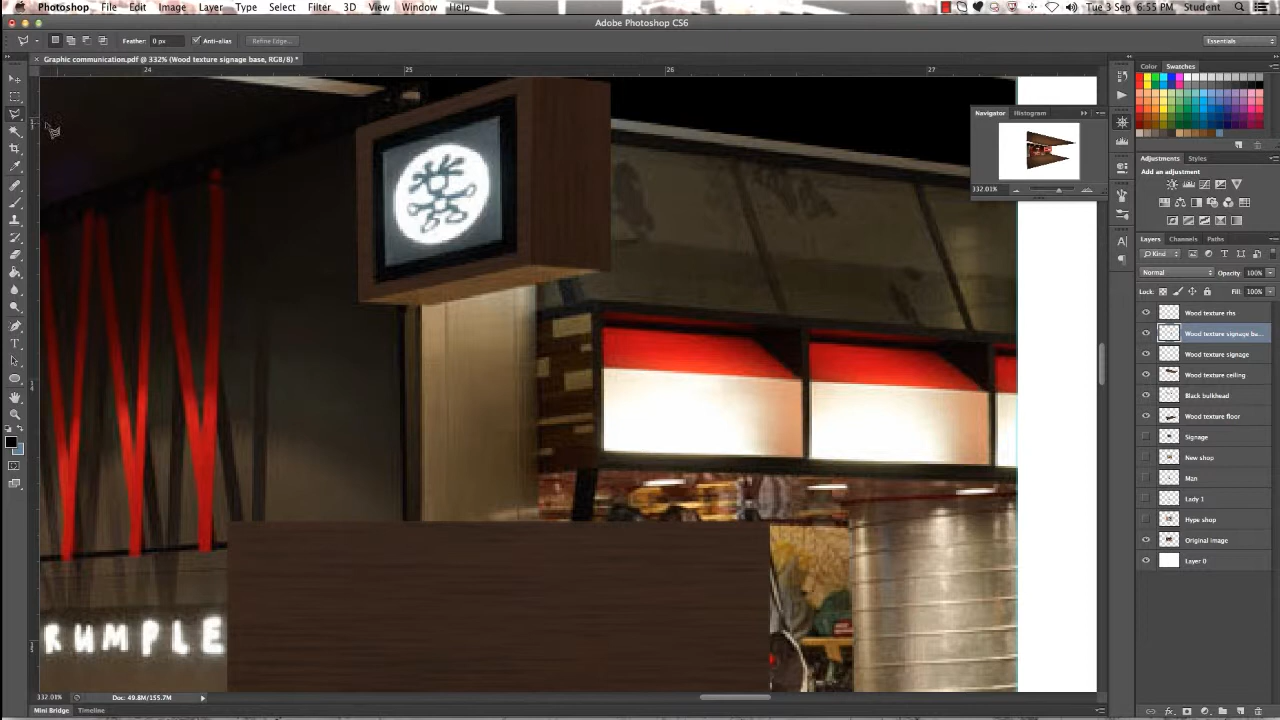 Photoshop File Edit Image Layer Type Select Filter 3D View Window Help
Tue 3 Sep 6:55 PM Student
Adobe Photoshop CS6
Feather: 0 px Anti-alias Refine Edge... Essentials
Graphic communication.pdf @ 332% (Wood texture signage base, RGB/8) *
24 25 26 27
Color Swatches
Navigator Histogram
332.01%
Adjustments Styles
Add an adjustment
Layers Channels Paths
Kind
Normal Opacity: 100%
Lock: Fill: 100%
Wood texture rhs
Wood texture signage ba...
Wood texture signage
Wood texture ceiling
Black bulkhead
Wood texture floor
Signage
New shop
Man
Lady 1
Hype shop
Original image
Layer 0
RUMPLE
332.01% Doc: 49.8M/155.7M
Mini Bridge Timeline